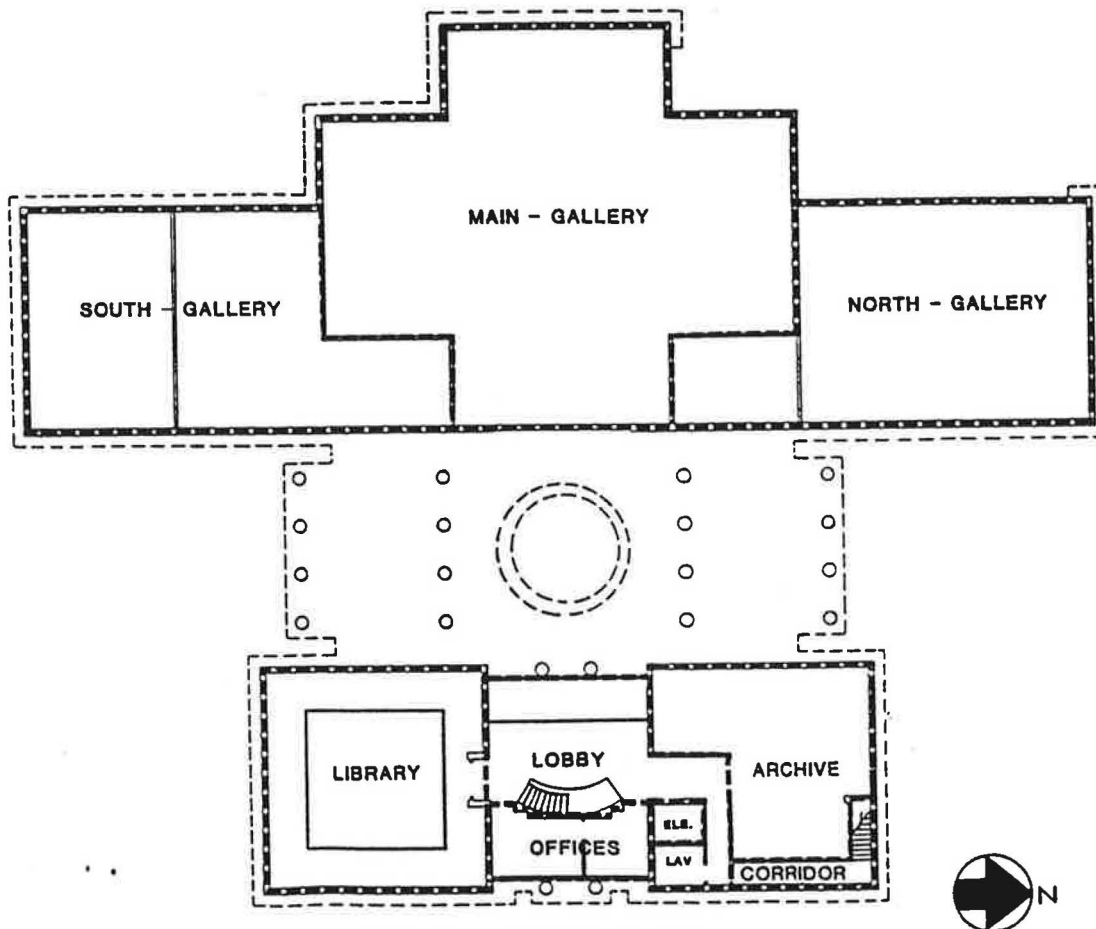 MAIN - GALLERY
SOUTH - GALLERY
NORTH - GALLERY
LIBRARY
LOBBY
ARCHIVE
ELE.
OFFICES
LAV
CORRIDOR
N